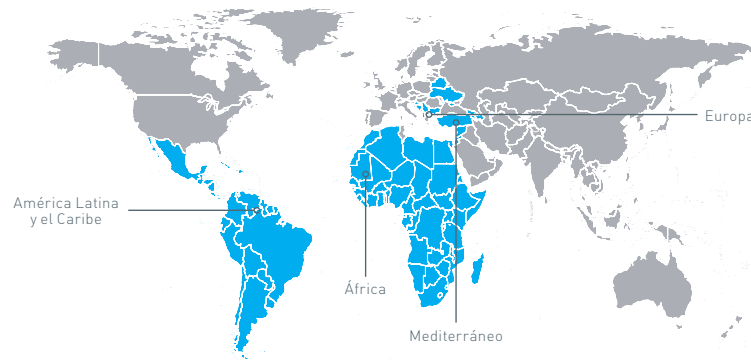 Europa
América Latina
y el Caribe
África
Mediterráneo